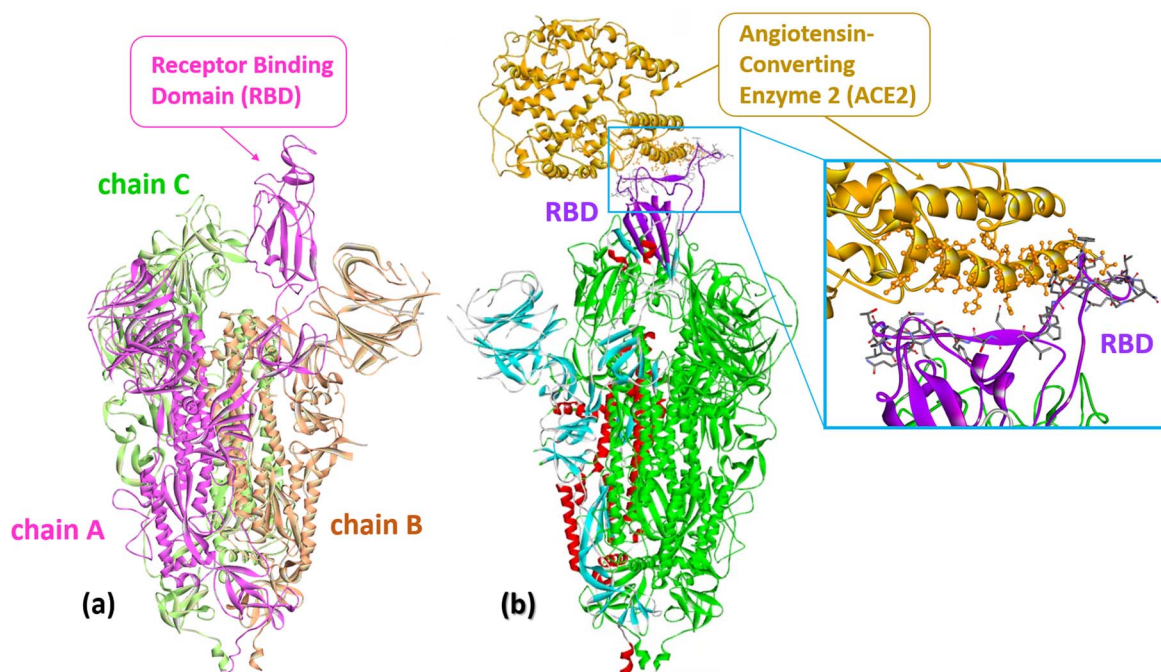 Receptor Binding
Domain (RBD)
chain C
chain A
chain B
(a)
Angiotensin-
Converting
Enzyme 2 (ACE2)
RBD
RBD
(b)